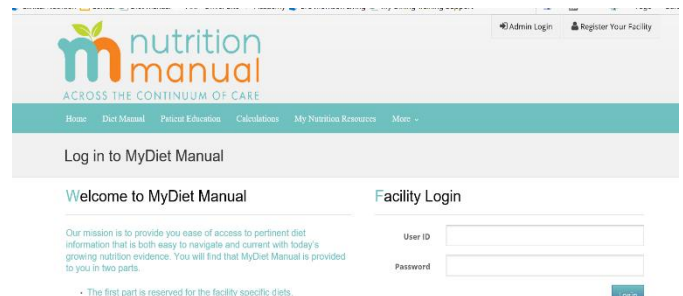 Admin Login Register Your Facility
nutrition
manual
ACROSS THE CONTINUUM OF CARE
Home Diet Manual Patient Education Calculations My Nutrition Resources More
Log in to MyDiet Manual
Welcome to MyDiet Manual
Our mission is to provide you ease of access to pertinent diet
information that is both easy to navigate and current with today's
growing nutrition evidence. You will find that MyDiet Manual is provided
to you in two parts.
• The first part is reserved for the facility specific diets
Facility Login
User ID
Password